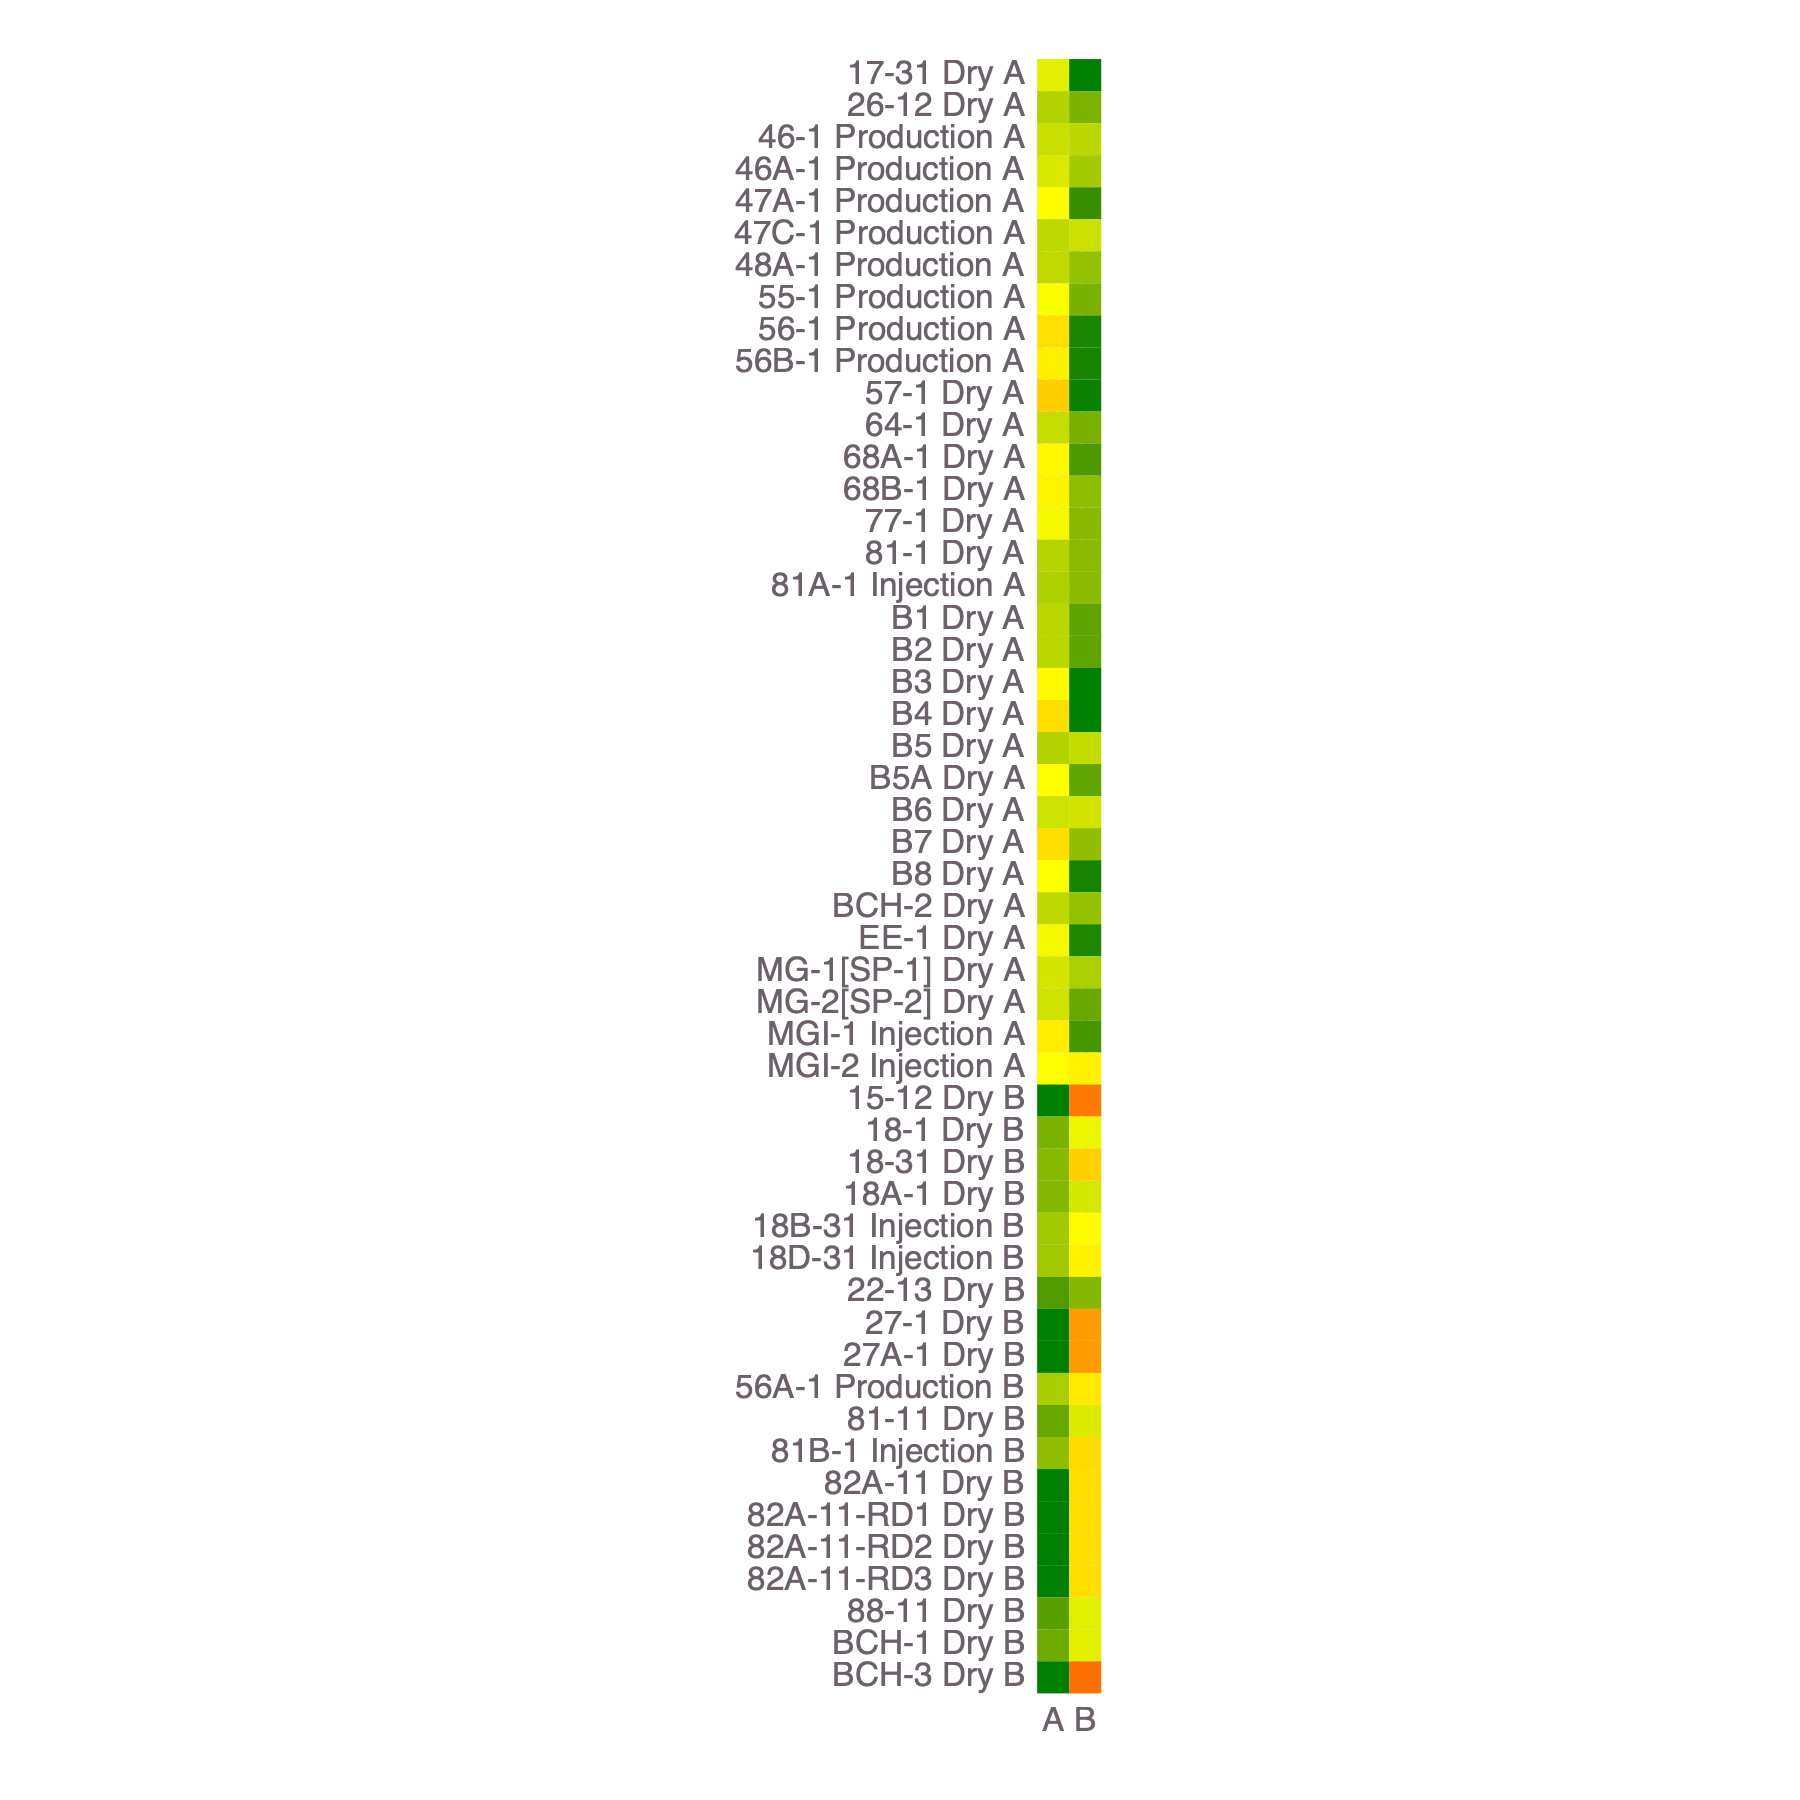 17-31 Dry A
26-12 Dry A
46-1 Production A
46A-1 Production A
47A-1 Production A
47C-1 Production A
48A-1 Production A
55-1 Production A
56-1 Production A
56B-1 Production A
57-1 Dry A
64-1 Dry A
68A-1 Dry A
68B-1 Dry A
77-1 Dry A
81-1 Dry A
81A-1 Injection A
B1 Dry A
B2 Dry A
B3 Dry A
B4 Dry A
B5 Dry A
B5A Dry A
B6 Dry A
B7 Dry A
B8 Dry A
BCH-2 Dry A
EE-1 Dry A
MG-1[SP-1] Dry A
MG-2[SP-2] Dry A
MGI-1 Injection A
MGI-2 Injection A
15-12 Dry B
18-1 Dry B
18-31 Dry B
18A-1 Dry B
18B-31 Injection B
18D-31 Injection B
22-13 Dry B
27-1 Dry B
27A-1 Dry B
56A-1 Production B
81-11 Dry B
81B-1 Injection B
82A-11 Dry B
82A-11-RD1 Dry B
82A-11-RD2 Dry B
82A-11-RD3 Dry B
88-11 Dry B
BCH-1 Dry B
BCH-3 Dry B
A B